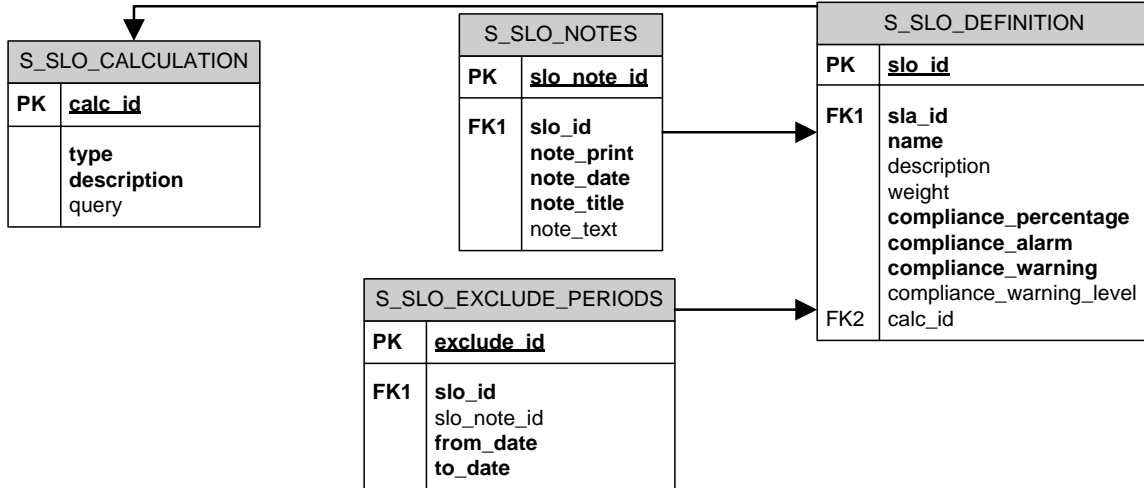 S_SLO_CALCULATION
PK calc_id
type
description
query
S_SLO_NOTES
PK slo_note_id
FK1 slo_id
note_print
note_date
note_title
note_text
S_SLO_DEFINITION
PK slo_id
FK1 sla_id
name
description
weight
compliance_percentage
compliance_alarm
compliance_warning
compliance_warning_level
FK2 calc_id
S_SLO_EXCLUDE_PERIODS
PK exclude_id
FK1 slo_id
slo_note_id
from_date
to_date